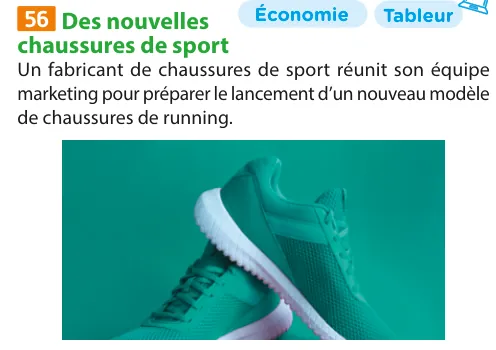 56 Des nouvelles
chaussures de sport
Économie
Tableur
Un fabricant de chaussures de sport réunit son équipe
marketing pour préparer le lancement d'un nouveau modèle
de chaussures de running.